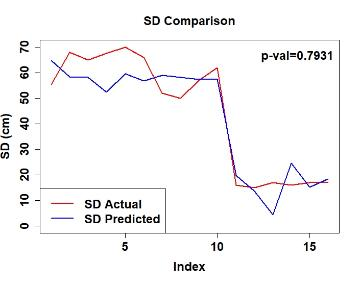 SD Comparison
p-val=0.7931
SD (cm)
70
60
50
40
30
20
10
0
SD Actual
SD Predicted
5
10
15
Index